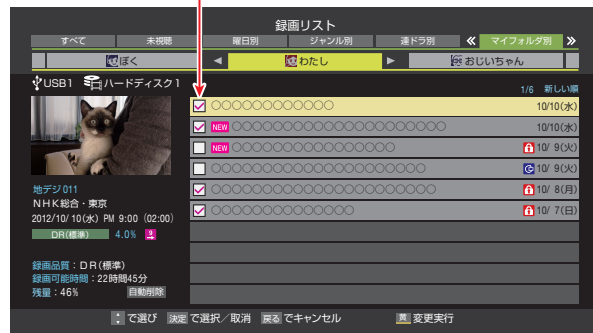 録画リスト
すべて 未視聴 曜日別 ジャンル別 連ドラ別 マイフォルダ別
ぼく わたし おじいちゃん
USB1 ハードディスク1
1/6 新しい順
○○○○○○○○○○○○ 10/10(水)
NEW ○○○○○○○○○○○○○○○○○○○○○ 10/10(水)
NEW ○○○○○○○○○○○○○○○○ 10/ 9(火)
○○○○○○○○○○○○○○○○○○○○○ 10/ 9(火)
○○○○○○○○○○○○○○○○○○○○○○ 10/ 8(月)
○○○○○○○○○○○○○○ 10/ 7(日)
地デジ011
NHK総合・東京
2012/10/10(水) PM 9:00 (02:00)
DR(標準) 4.0%
録画品質：DR(標準)
録画可能時間：22時間45分
残量：46% 自動削除
で選び 決定 で選択／取消 戻る でキャンセル 黄 変更実行